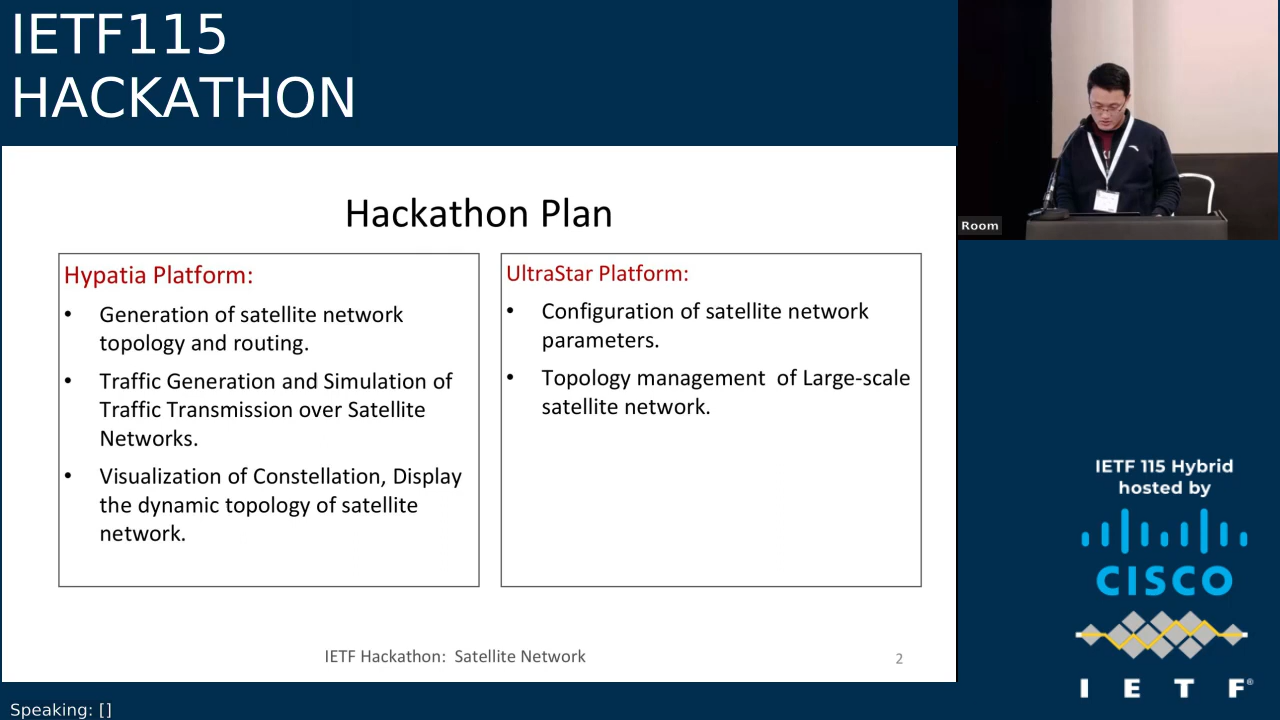 IETF115
HACKATHON
Hackathon Plan
Hypatia Platform:
• Generation of satellite network
topology and routing.
• Traffic Generation and Simulation of
Traffic Transmission over Satellite
Networks.
• Visualization of Constellation, Display
the dynamic topology of satellite
network.
UltraStar Platform:
• Configuration of satellite network
parameters.
• Topology management  of Large-scale
satellite network.
IETF Hackathon:  Satellite Network
2
Room
IETF 115 Hybrid
hosted by
CISCO
I E T F®
Speaking: []